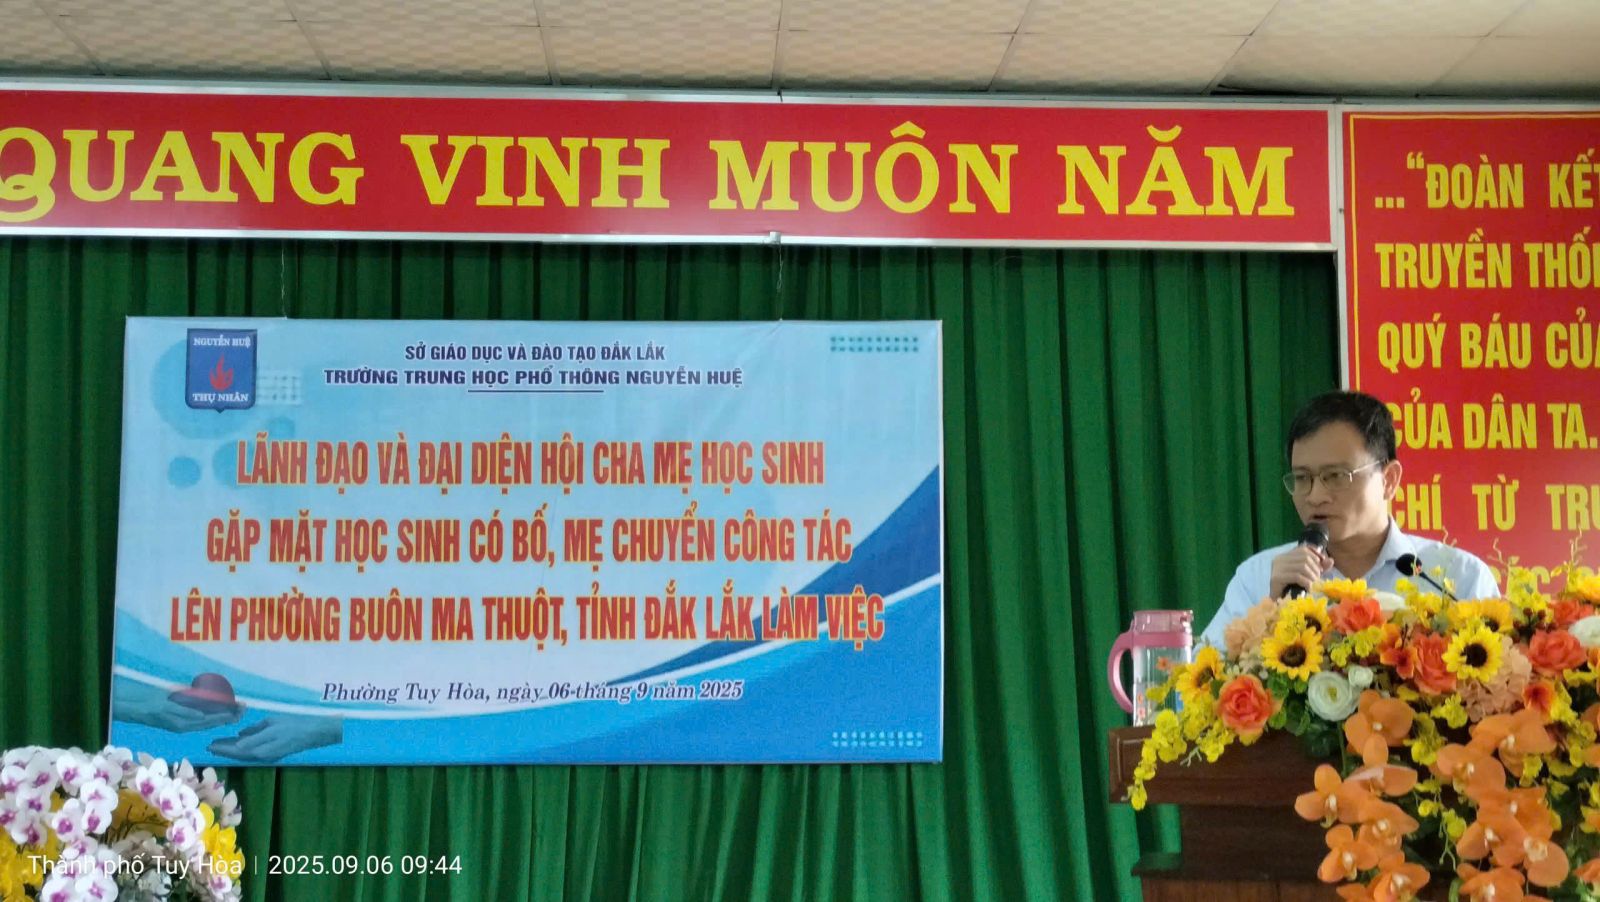 QUANG VINH MUÔN NĂM
..."ĐOÀN KẾT
TRUYỀN THỐN
QUÝ BÁU CỦA
CỦA DÂN TA.
CHÍ TỪ TRU
NGUYỄN HUỆ
THỤ NHÂN
SỞ GIÁO DỤC VÀ ĐÀO TẠO ĐẮK LẮK
TRƯỜNG TRUNG HỌC PHỔ THÔNG NGUYỄN HUỆ
LÃNH ĐẠO VÀ ĐẠI DIỆN HỘI CHA MẸ HỌC SINH
GẶP MẶT HỌC SINH CÓ BỐ, MẸ CHUYỂN CÔNG TÁC
LÊN PHƯỜNG BUÔN MA THUỘT, TỈNH ĐẮK LẮK LÀM VIỆC
Phường Tuy Hòa, ngày 06 tháng 9 năm 2025
Thành phố Tuy Hòa | 2025.09.06 09:44